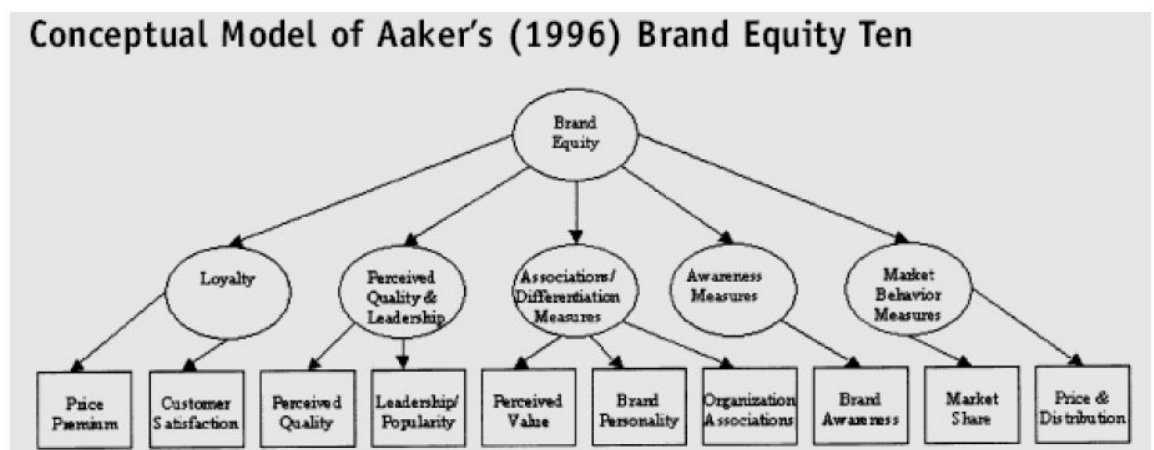 Conceptual Model of Aaker's (1996) Brand Equity Ten
Brand
Equity
Loyalty
Perceived
Quality &
Leadership
Associations/
Differentiation
Measures
Awareness
Measures
Market
Behavior
Measures
Price
Premium
Customer
Satisfaction
Perceived
Quality
Leadership/
Popularity
Perceived
Value
Brand
Personality
Organization
Associations
Brand
Awareness
Market
Share
Price &
Distribution